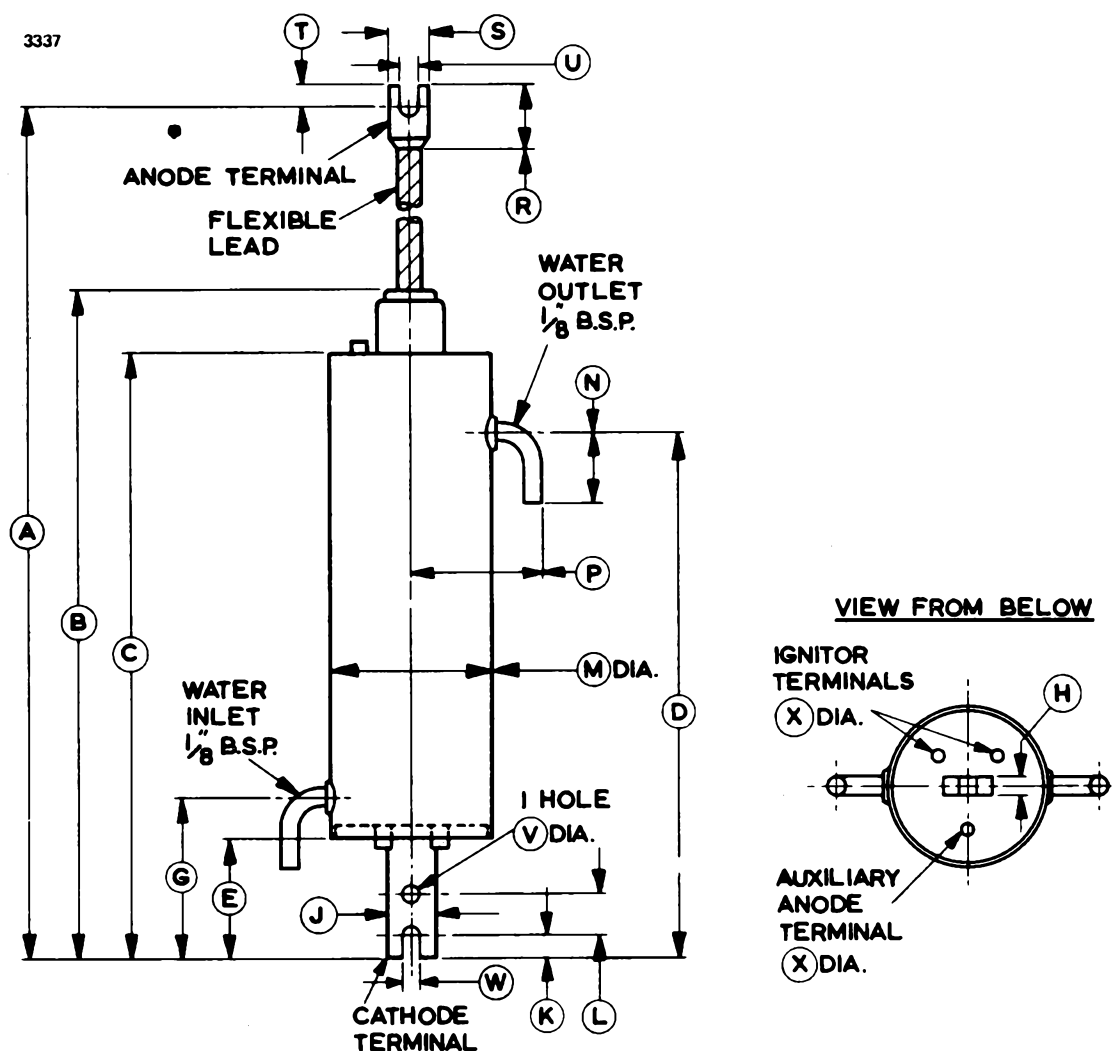 3337
T
S
U
ANODE TERMINAL
R
FLEXIBLE
LEAD
WATER
OUTLET
1/8" B.S.P.
N
A
P
B
C
M DIA.
D
WATER
INLET
1/8" B.S.P.
1 HOLE
V DIA.
G
E
J
W
K
L
CATHODE
TERMINAL
VIEW FROM BELOW
IGNITOR
TERMINALS
X DIA.
H
AUXILIARY
ANODE
TERMINAL
X DIA.